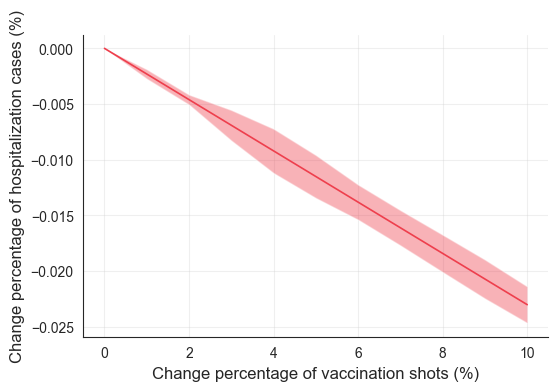 Change percentage of hospitalization cases (%)
0.000
−0.005
−0.010
−0.015
−0.020
−0.025
0 2 4 6 8 10
Change percentage of vaccination shots (%)